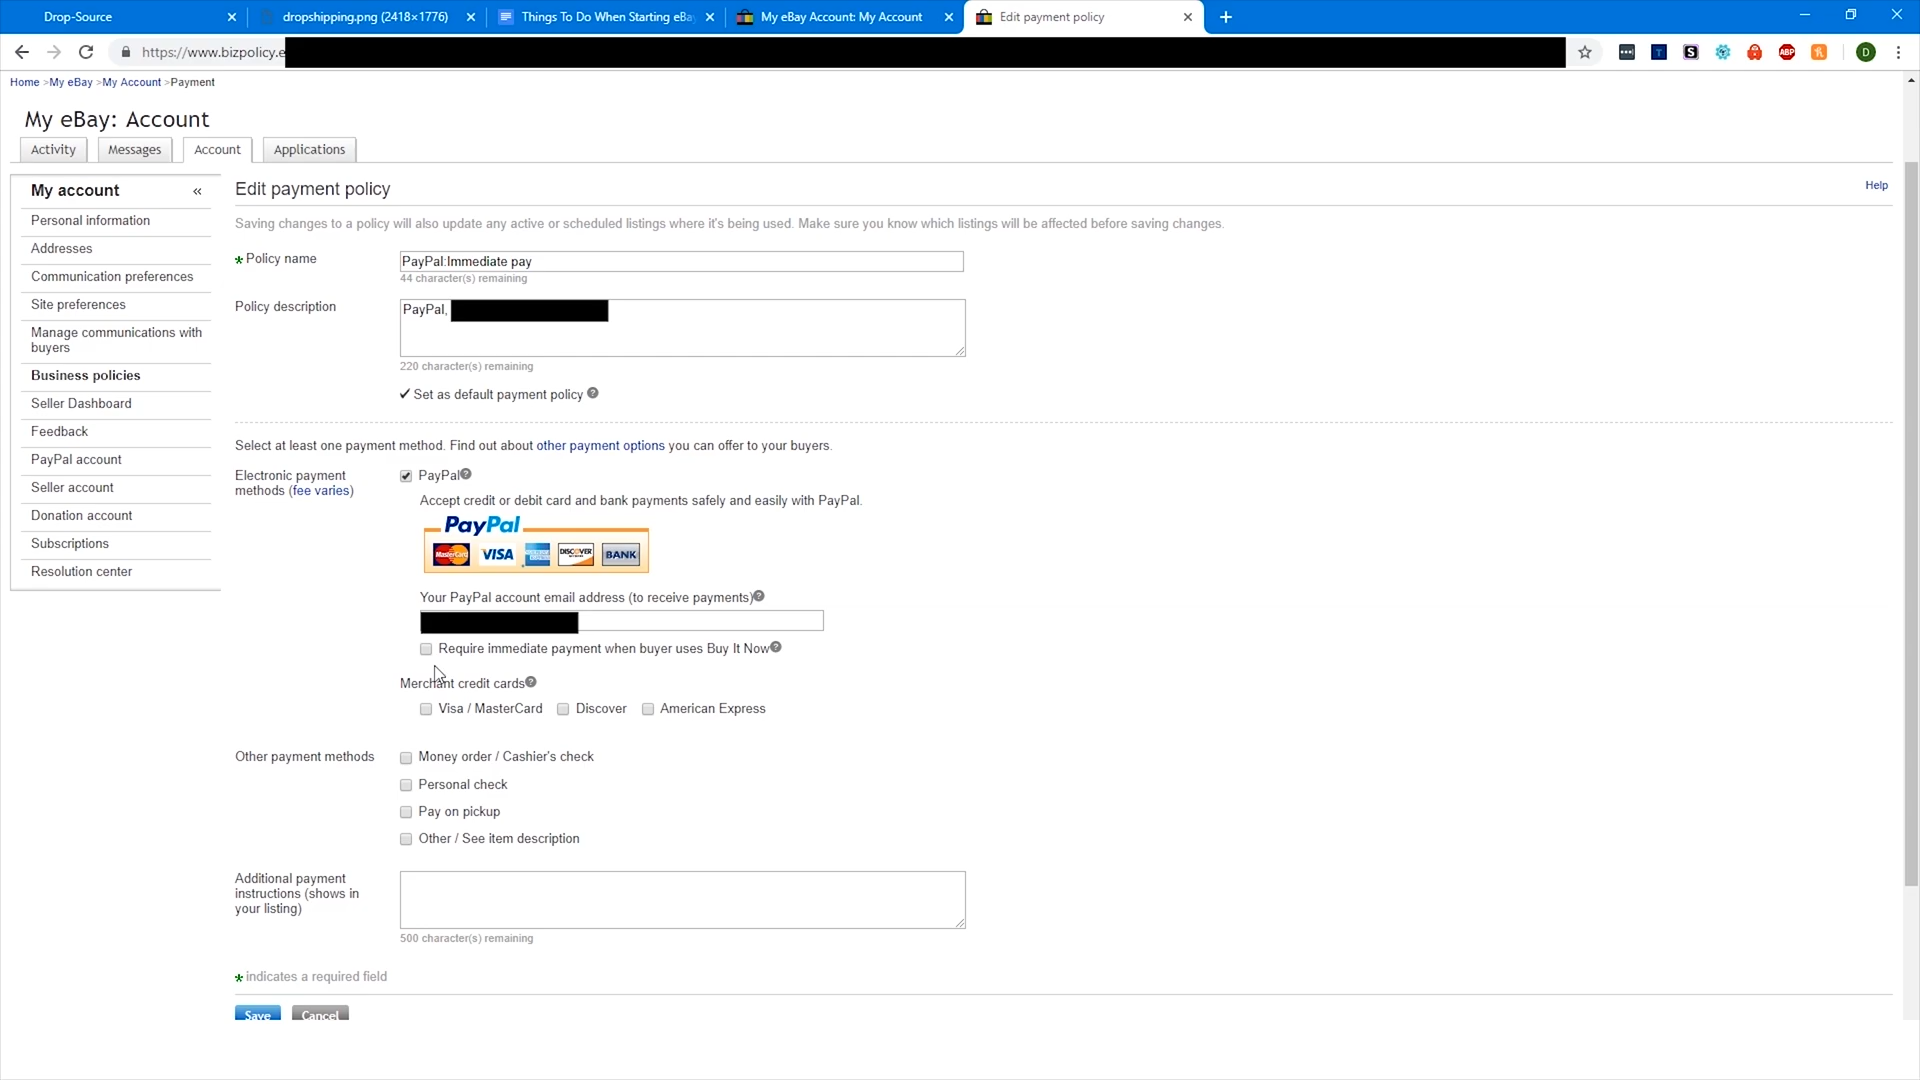 Drop-Source
dropshipping.png (2418×1776)
Things To Do When Starting eBay
My eBay Account: My Account
Edit payment policy
https://www.bizpolicy.e
D
ABP
Home >My eBay >My Account >Payment
My eBay: Account
Activity
Messages
Account
Applications
My account «
Personal information
Addresses
Communication preferences
Site preferences
Manage communications with
buyers
Business policies
Seller Dashboard
Feedback
PayPal account
Seller account
Donation account
Subscriptions
Resolution center
Edit payment policy
Help
Saving changes to a policy will also update any active or scheduled listings where it's being used. Make sure you know which listings will be affected before saving changes.
* Policy name
PayPal:Immediate pay
44 character(s) remaining
Policy description
PayPal,
220 character(s) remaining
✓ Set as default payment policy ?
Select at least one payment method. Find out about other payment options you can offer to your buyers.
Electronic payment
methods (fee varies)
PayPal ?
Accept credit or debit card and bank payments safely and easily with PayPal.
PayPal
MasterCard VISA DISCOVER BANK
Your PayPal account email address (to receive payments) ?
Require immediate payment when buyer uses Buy It Now ?
Merchant credit cards ?
Visa / MasterCard Discover American Express
Other payment methods
Money order / Cashier's check
Personal check
Pay on pickup
Other / See item description
Additional payment
instructions (shows in
your listing)
500 character(s) remaining
* indicates a required field
Save Cancel